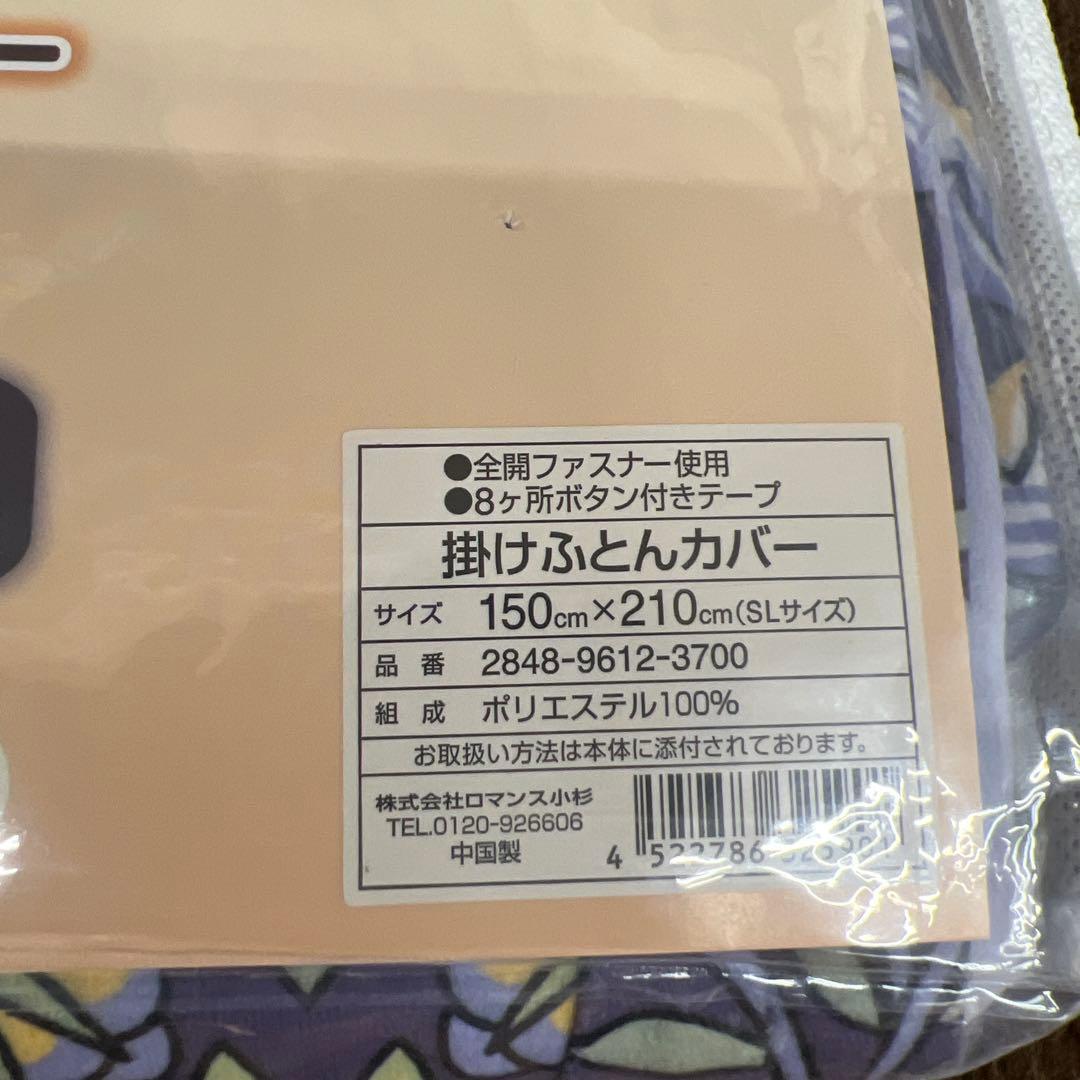 ●全開ファスナー使用
●8ヶ所ボタン付きテープ
掛けふとんカバー
サイズ 150cm×210cm(SLサイズ)
品番 2848-9612-3700
組成 ポリエステル100%
お取扱い方法は本体に添付されております。
株式会社ロマンス小杉
TEL.0120-926606
中国製
4